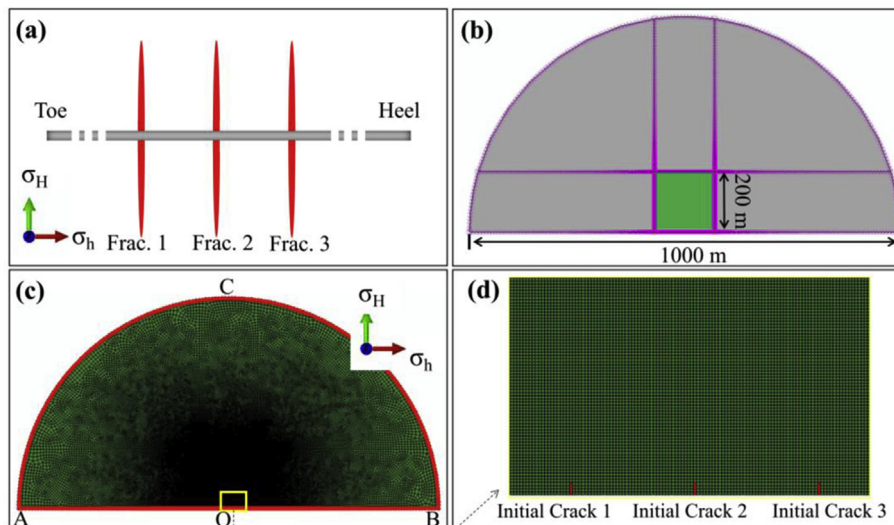 (a)
Toe
Heel
σH
σh
Frac. 1
Frac. 2
Frac. 3
(b)
200 m
1000 m
(c)
C
σH
σh
A
O
B
(d)
Initial Crack 1
Initial Crack 2
Initial Crack 3